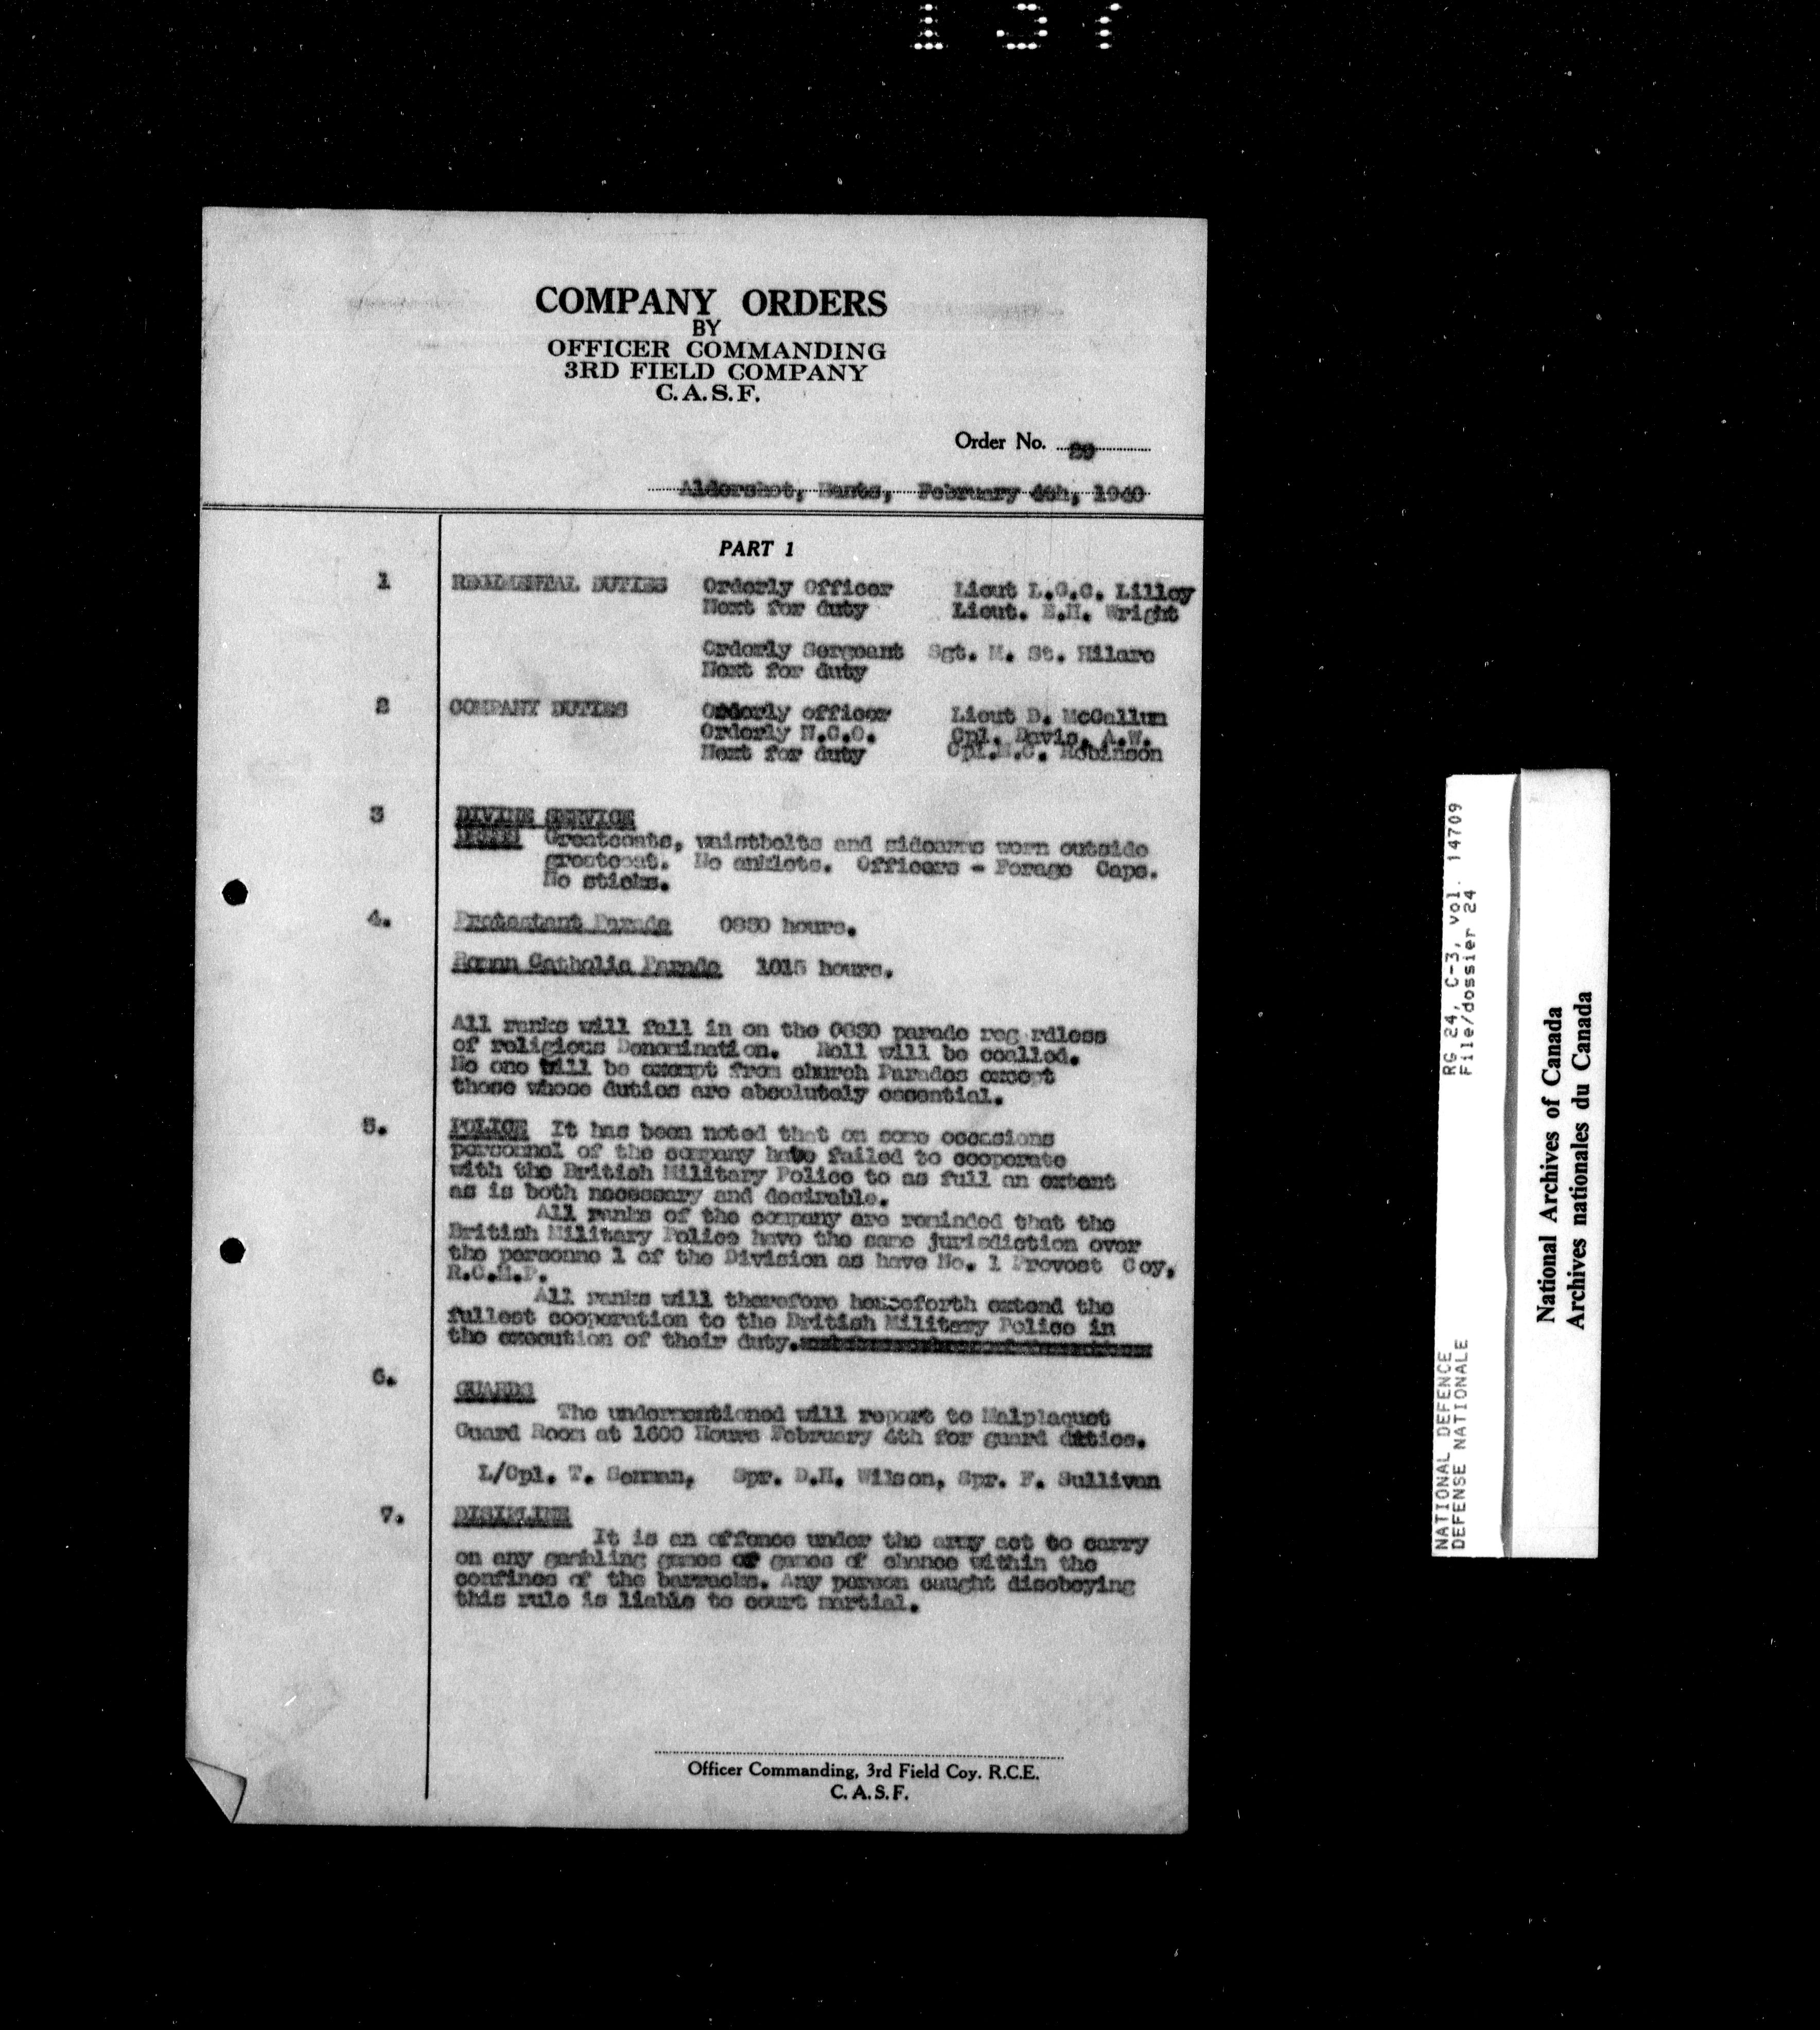 137
COMPANY ORDERS
BY
OFFICER COMMANDING
3RD FIELD COMPANY
C.A.S.F.
Order No.
Aldershot, Hants, February 4th, 1940
PART 1
1 REGIMENTAL DUTIES Orderly Officer Lieut L.G.C. Lilley
Next for duty Lieut. E.H. Wright
Orderly Sergeant Sgt. M. St. Hilare
Next for duty
2 COMPANY DUTIES Orderly officer Lieut D. McCallum
Orderly N.C.O. Cpl. Davis, A.W.
Next for duty Cpl. Robinson
3 DIVINE SERVICE
DRESS Greatcoats, waistbelts and sidearms worn outside
greatcoat. No anklets. Officers - Forage Caps.
No sticks.
4. Protestant Parade 0830 hours.
Roman Catholic Parade 1015 hours.
All ranks will fall in on the 0830 parade reg rdless
of religious Denomination. Roll will be coalled.
No one will be exempt from church Parades except
those whose duties are absolutely essential.
5. POLICE It has been noted that on some occasions
personnel of the company have failed to cooperate
with the British Military Police to as full an extent
as is both necessary and desirable.
All ranks of the company are reminded that the
British Military Police have the same jurisdiction over
the personne l of the Division as have No. 1 Provost Coy,
R.C.M.P.
All ranks will therefore henceforth extend the
fullest cooperation to the British Military Police in
the execution of their duty.
6. GUARDS
The undermentioned will report to Malplaquet
Guard Room at 1600 Hours February 4th for guard duties.
L/Cpl. T. Seeman, Spr. D.H. Wilson, Spr. F. Sullivan
7. DISIPLINE
It is an offence under the army act to carry
on any gambling games or games of chance within the
confines of the barracks. Any person caught disobeying
this rule is liable to court martial.
Officer Commanding, 3rd Field Coy. R.C.E.
C.A.S.F.
NATIONAL DEFENCE RG 24, C-3, vol. 14709
DEFENSE NATIONALE File/dossier 24
National Archives of Canada
Archives nationales du Canada